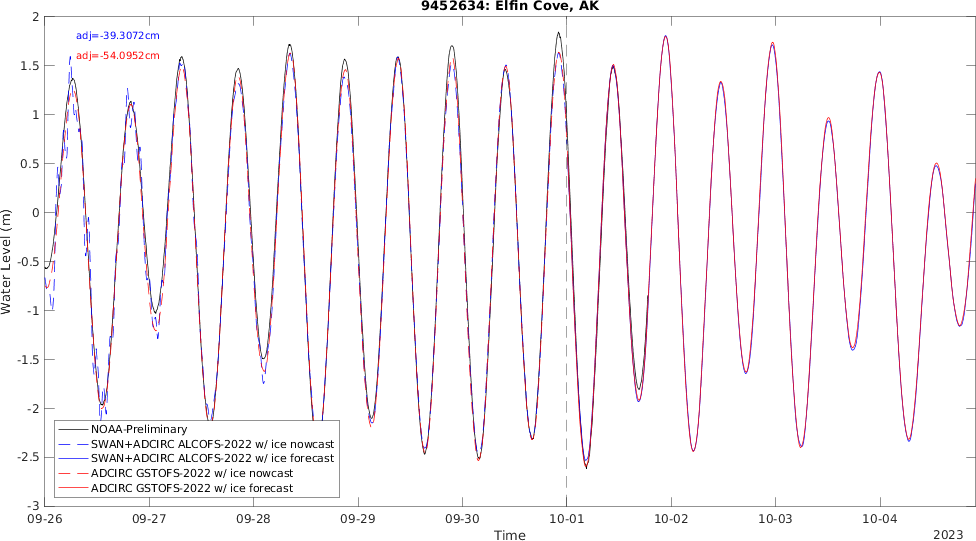 9452634: Elfin Cove, AK
adj=-39.3072cm
adj=-54.0952cm
Water Level (m)
2
1.5
1
0.5
0
-0.5
-1
-1.5
-2
-2.5
-3
NOAA-Preliminary
SWAN+ADCIRC ALCOFS-2022 w/ ice nowcast
SWAN+ADCIRC ALCOFS-2022 w/ ice forecast
ADCIRC GSTOFS-2022 w/ ice nowcast
ADCIRC GSTOFS-2022 w/ ice forecast
09-26 09-27 09-28 09-29 09-30 10-01 10-02 10-03 10-04
Time
2023